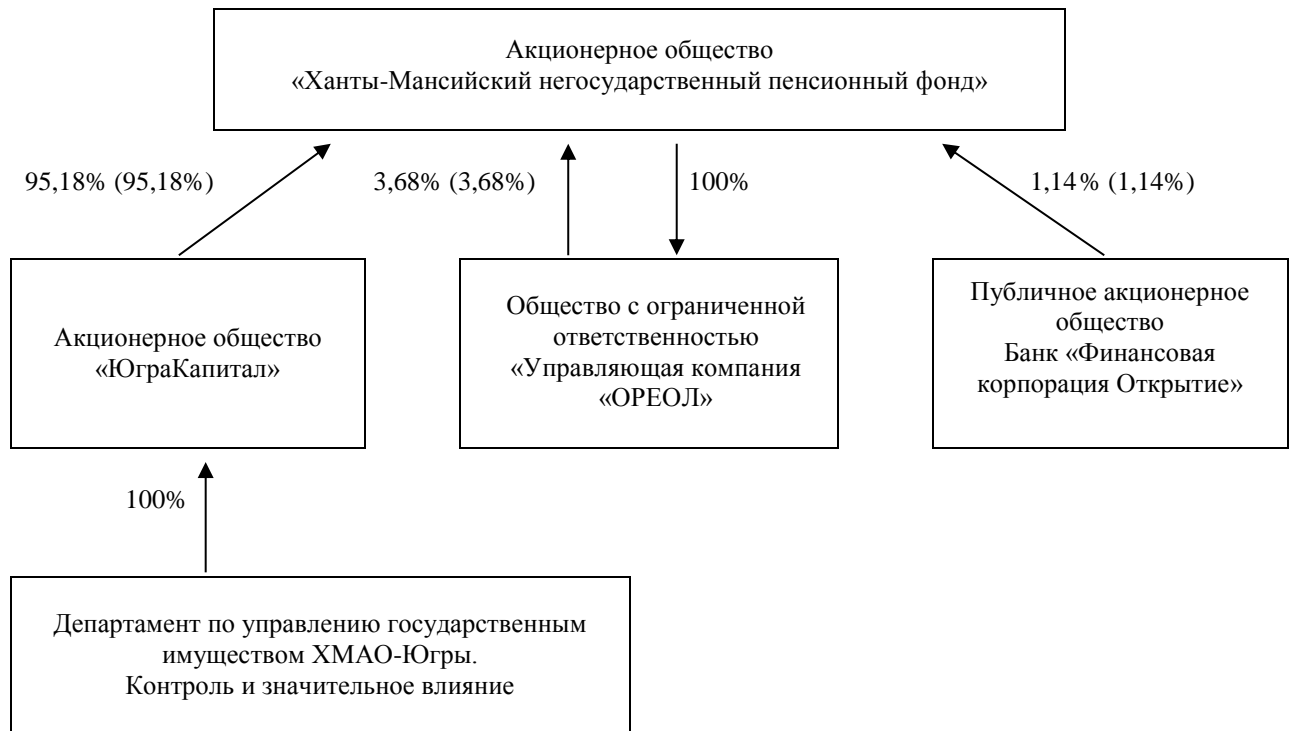 Акционерное общество
«Ханты-Мансийский негосударственный пенсионный фонд»
95,18% (95,18%)
3,68% (3,68%)
100%
1,14% (1,14%)
Акционерное общество
«ЮграКапитал»
Общество с ограниченной
ответственностью
«Управляющая компания
«ОРЕОЛ»
Публичное акционерное
общество
Банк «Финансовая
корпорация Открытие»
100%
Департамент по управлению государственным
имуществом ХМАО-Югры.
Контроль и значительное влияние